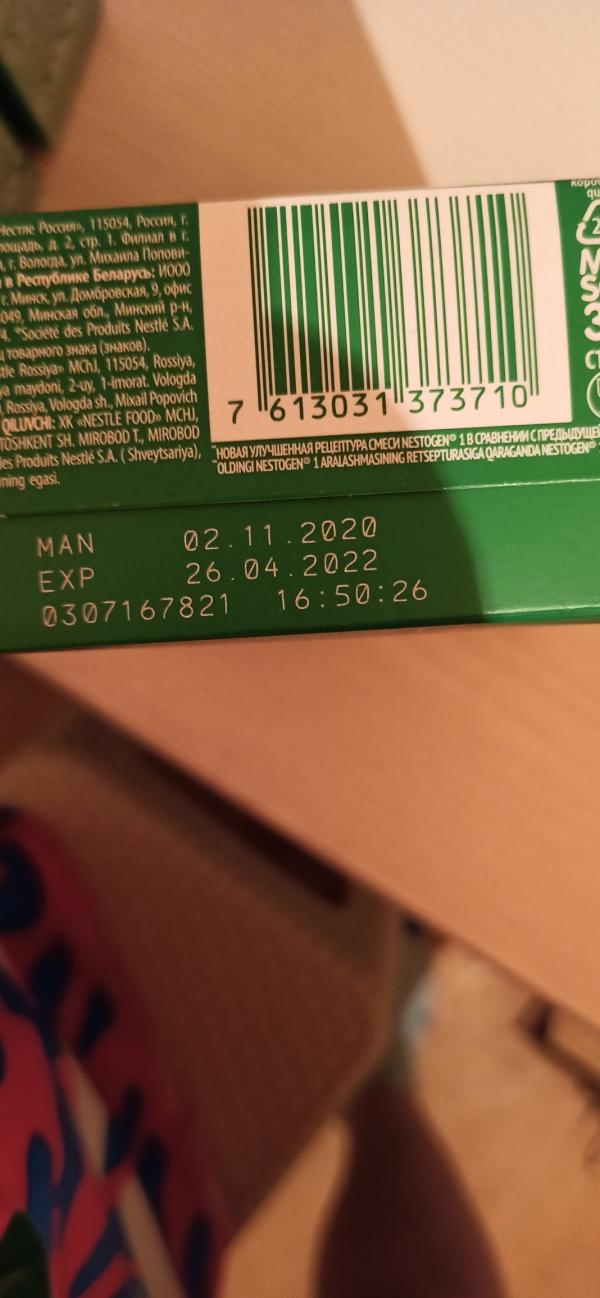 Нестле Россия», 115054, Россия, г.
площадь, д. 2, стр. 1. Филиал в г.
г. Вологда, ул. Михаила Попови-
в Республике Беларусь: ИООО
г. Минск, ул. Домбровская, 9, офис
049, Минская обл., Минский р-н,
4. "Société des Produits Nestlé S.A.
товарного знака (знаков).
Rossiya» MChJ, 115054, Rossiya,
maydoni, 2-uy, 1-imorat. Vologda
Rossiya, Vologda sh., Mixail Popovich
QILUVCHI: XK «NESTLE FOOD» MCHJ,
TOSHKENT SH. MIROBOD T., MIROBOD
des Produits Nestlé S.A. ( Shveytsariya),
ning egasi.
7 613031 373710
"НОВАЯ УЛУЧШЕННАЯ РЕЦЕПТУРА СМЕСИ NESTOGEN® 1 В СРАВНЕНИИ С ПРЕДЫДУЩЕЙ
"OLDINGI NESTOGEN® 1 ARALASHMASINING RETSEPTURASIGA QARAGANDA NESTOGEN®
MAN 02.11.2020
EXP 26.04.2022
0307167821 16:50:26